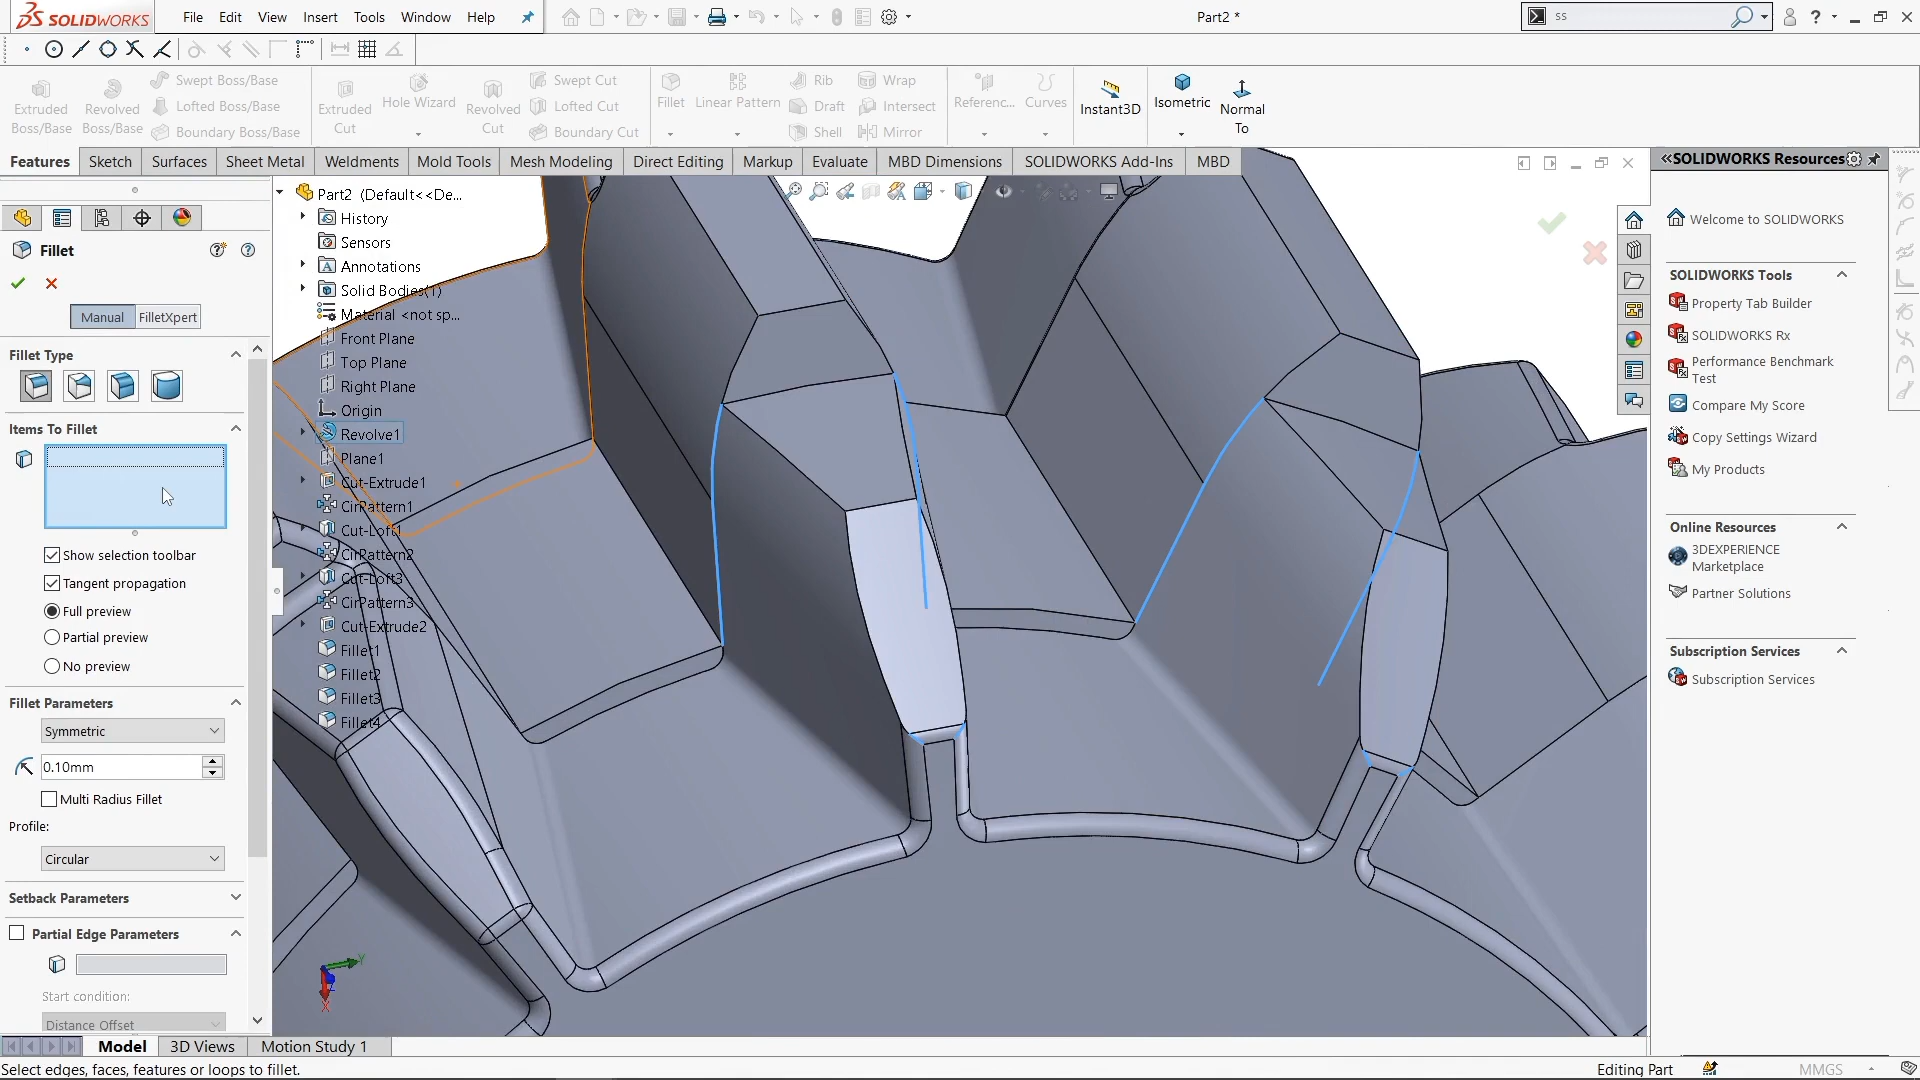 SOLIDWORKS File Edit View Insert Tools Window Help Part2 * ss
Extruded Boss/Base
Revolved Boss/Base
Swept Boss/Base
Lofted Boss/Base
Boundary Boss/Base
Extruded Cut
Hole Wizard
Revolved Cut
Swept Cut
Lofted Cut
Boundary Cut
Fillet
Linear Pattern
Rib
Draft
Shell
Wrap
Intersect
Mirror
Referenc...
Curves
Instant3D
Isometric
Normal To
Features Sketch Surfaces Sheet Metal Weldments Mold Tools Mesh Modeling Direct Editing Markup Evaluate MBD Dimensions SOLIDWORKS Add-Ins MBD
Fillet
Manual FilletXpert
Fillet Type
Items To Fillet
Show selection toolbar
Tangent propagation
Full preview
Partial preview
No preview
Fillet Parameters
Symmetric
0.10mm
Multi Radius Fillet
Profile:
Circular
Setback Parameters
Partial Edge Parameters
Start condition:
Distance Offset
Part2 (Default<<De...
History
Sensors
Annotations
Solid Bodies(1)
Material <not sp...
Front Plane
Top Plane
Right Plane
Origin
Revolve1
Plane1
Cut-Extrude1
CirPattern1
Cut-Loft1
CirPattern2
Cut-Loft3
CirPattern3
Cut-Extrude2
Fillet1
Fillet2
Fillet3
Fillet4
Y
X
SOLIDWORKS Resources
Welcome to SOLIDWORKS
SOLIDWORKS Tools
Property Tab Builder
SOLIDWORKS Rx
Performance Benchmark
Test
Compare My Score
Copy Settings Wizard
My Products
Online Resources
3DEXPERIENCE
Marketplace
Partner Solutions
Subscription Services
Subscription Services
Model 3D Views Motion Study 1
Select edges, faces, features or loops to fillet. Editing Part MMGS